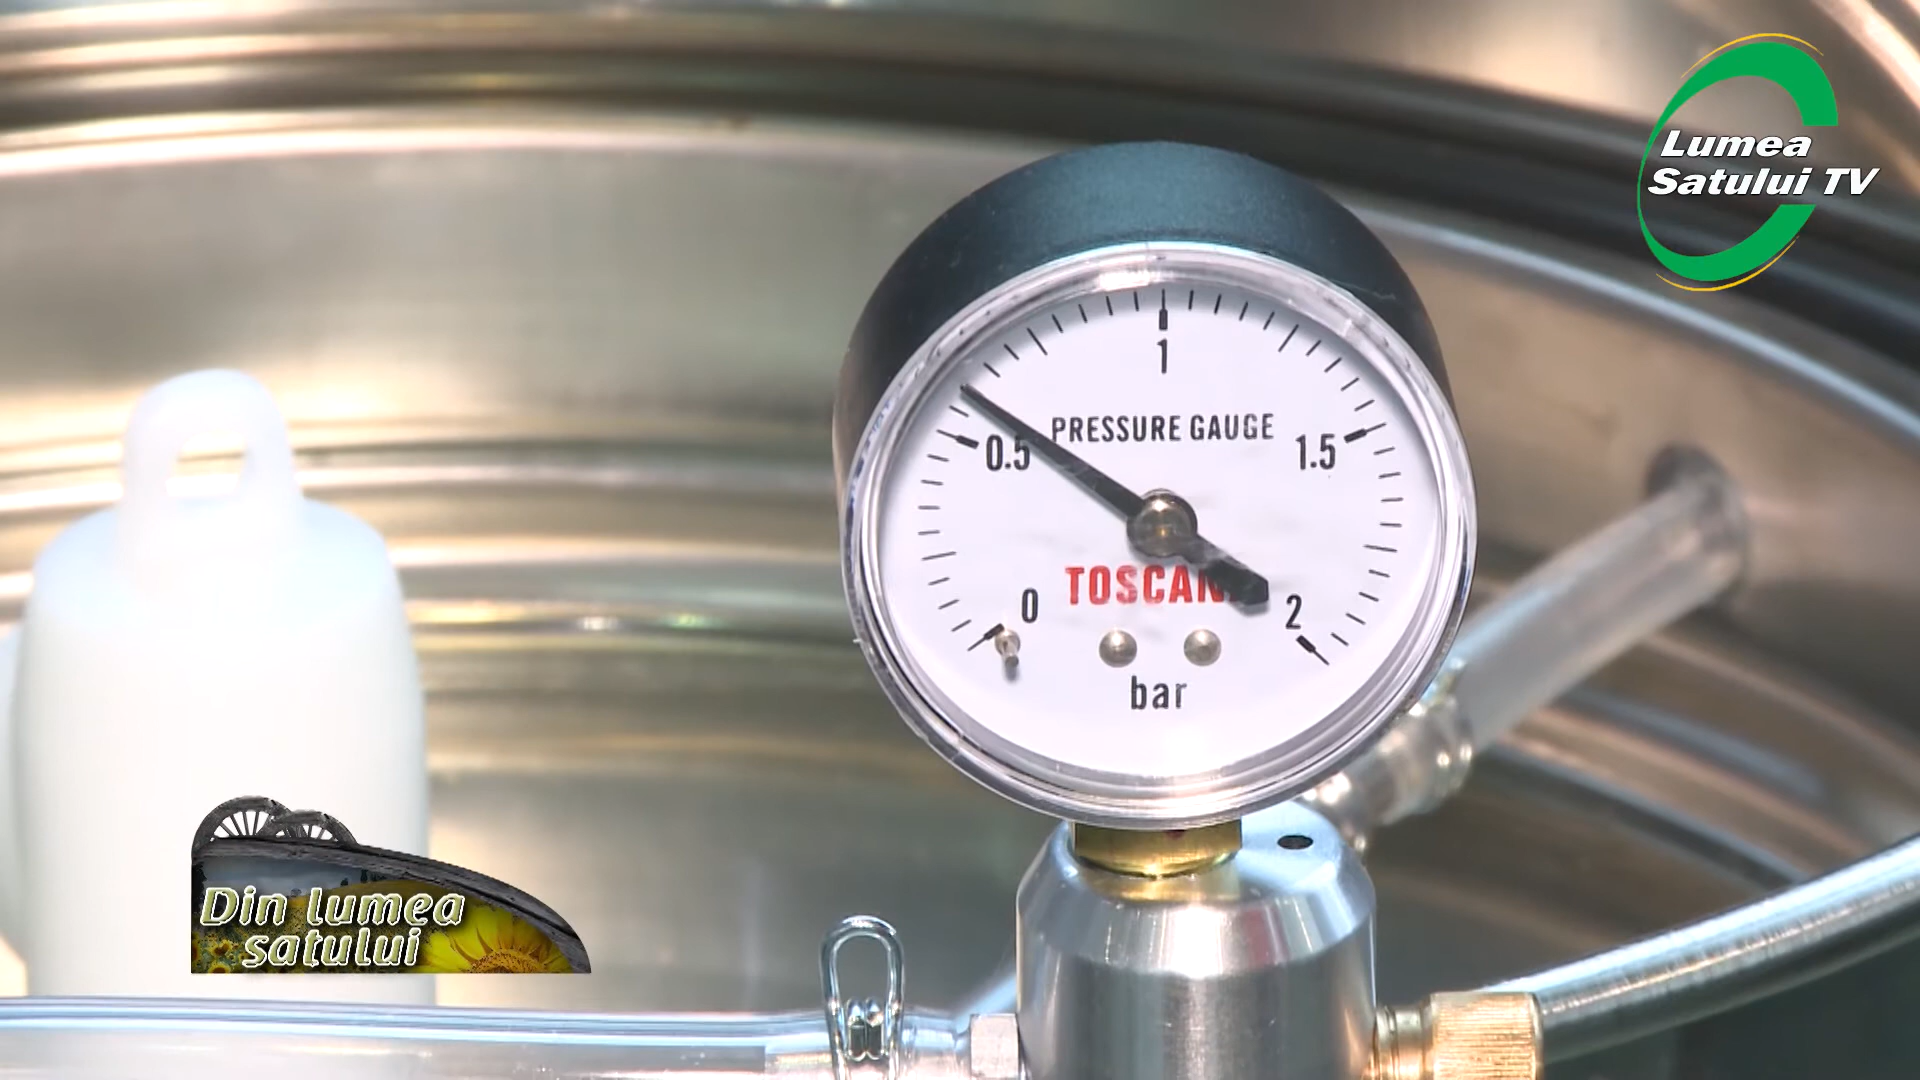 Lumea
Satului TV
1
PRESSURE GAUGE
0.5
1.5
0
2
bar
Din lumea
satului